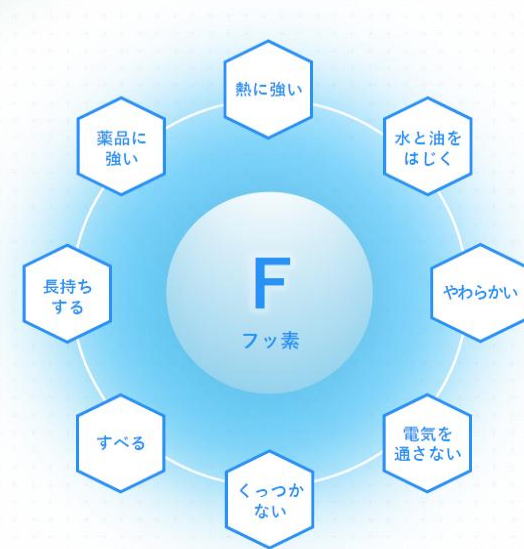 熱に強い
水と油を
はじく
やわらかい
電気を
通さない
くっつか
ない
すべる
長持ち
する
薬品に
強い
F
フッ素